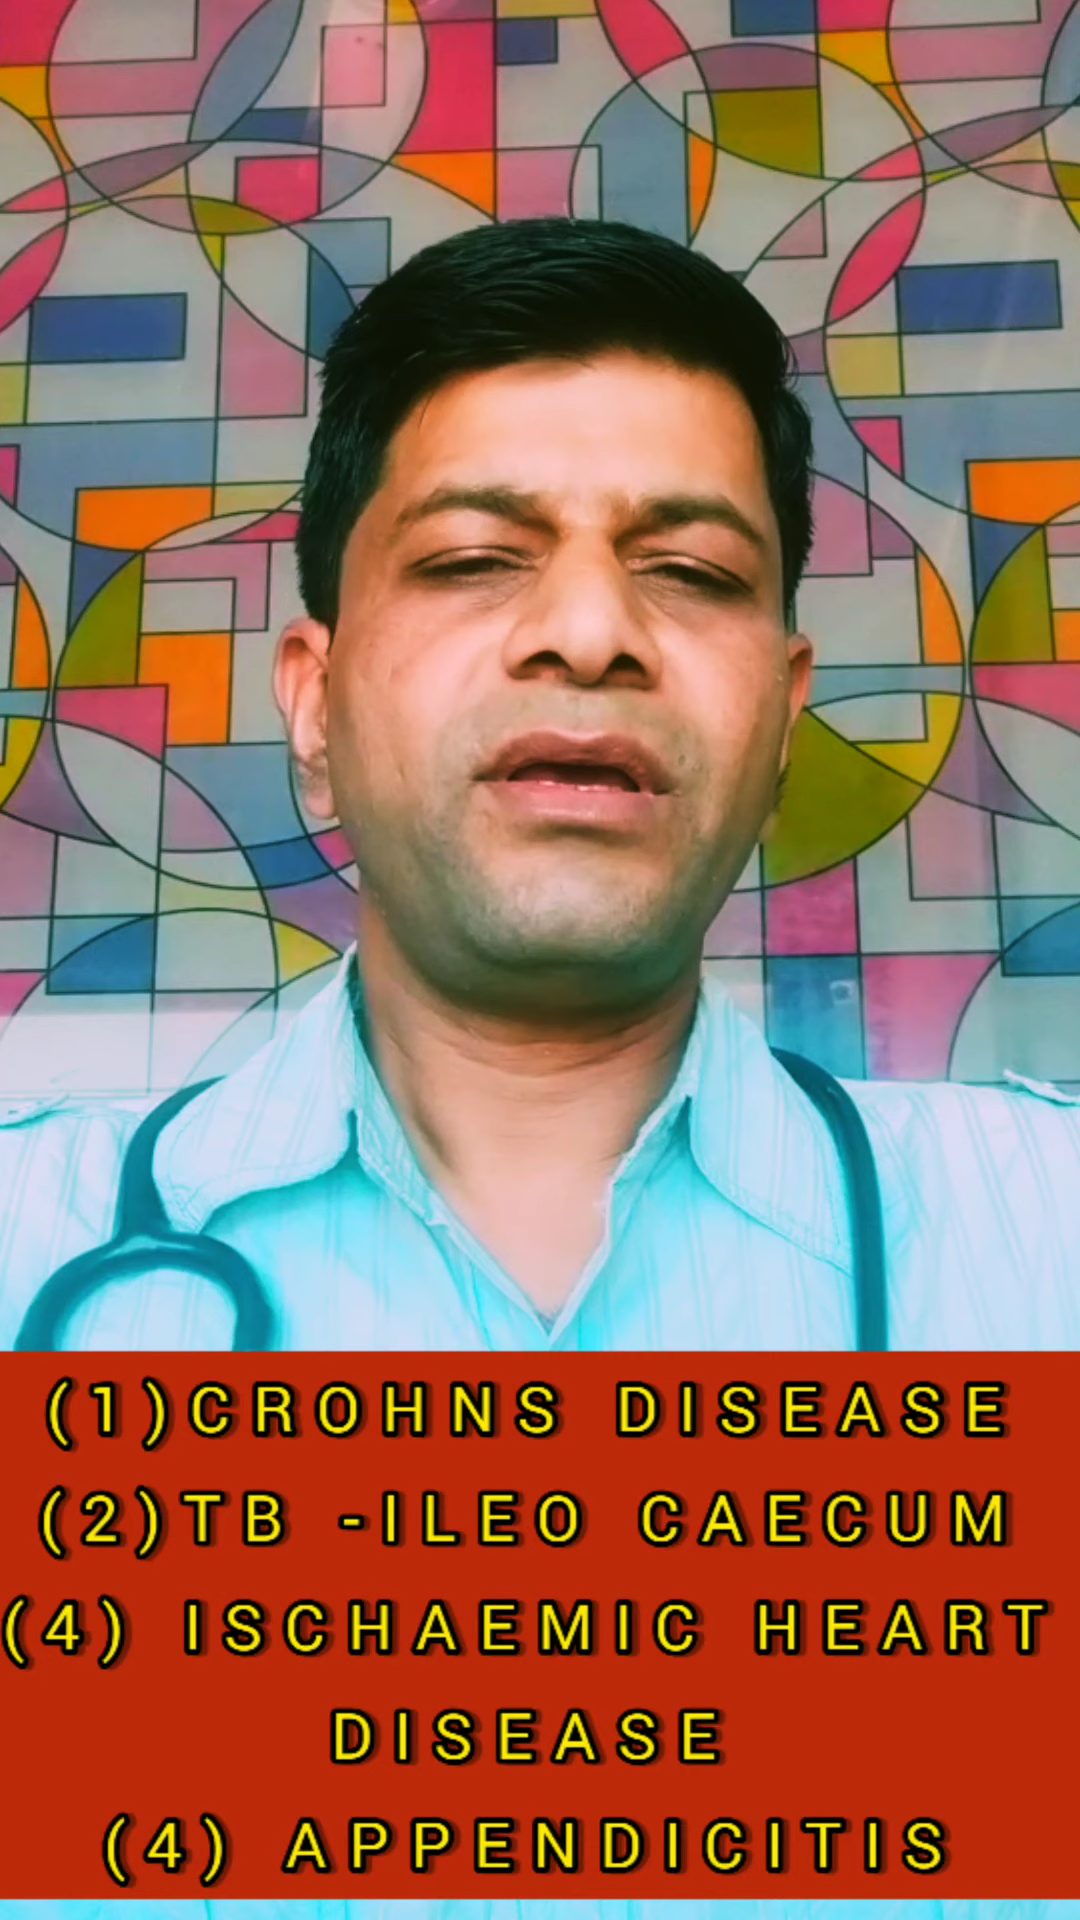 (1)CROHNS DISEASE
(2)TB -ILEO CAECUM
(4) ISCHAEMIC HEART
DISEASE
(4) APPENDICITIS